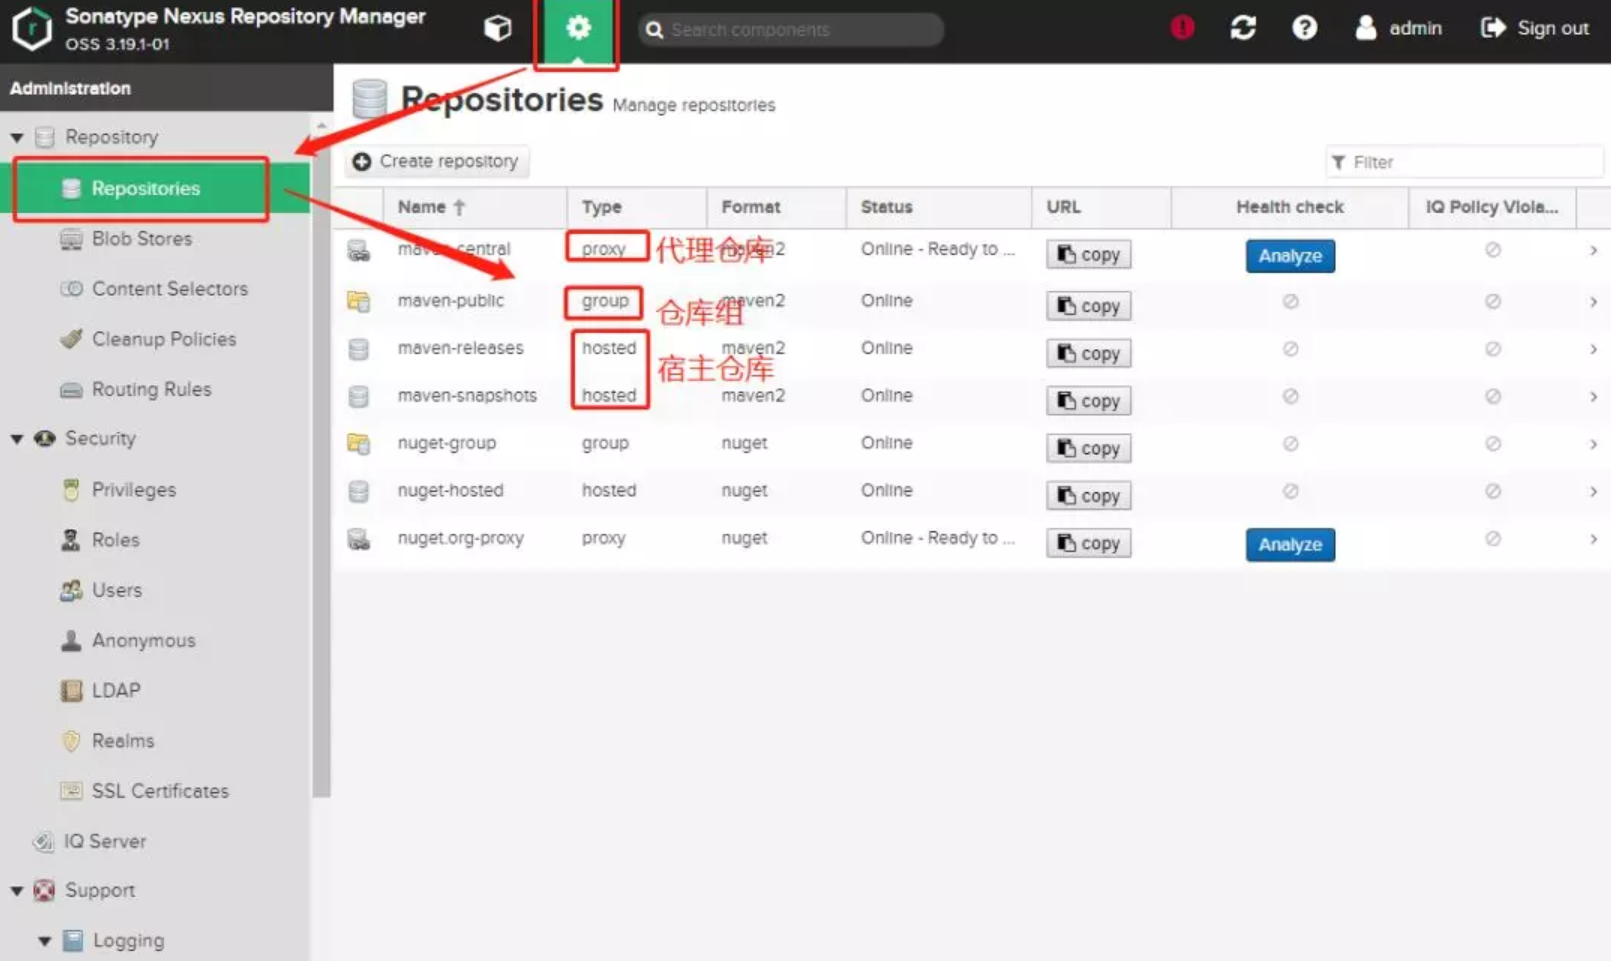 Sonatype Nexus Repository Manager
OSS 3.19.1-01
Search components
admin
Sign out
Administration
Repositories Manage repositories
Repository
Create repository
Filter
Repositories
Blob Stores
Content Selectors
Cleanup Policies
Routing Rules
Security
Privileges
Roles
Users
Anonymous
LDAP
Realms
SSL Certificates
IQ Server
Support
Logging
Name Type Format Status URL Health check IQ Policy Viola...
maven-central proxy 代理仓库 maven2 Online - Ready to ... copy Analyze
maven-public group 仓库组 maven2 Online copy
maven-releases hosted maven2 Online copy
宿主仓库
maven-snapshots hosted maven2 Online copy
nuget-group group nuget Online copy
nuget-hosted hosted nuget Online copy
nuget.org-proxy proxy nuget Online - Ready to ... copy Analyze